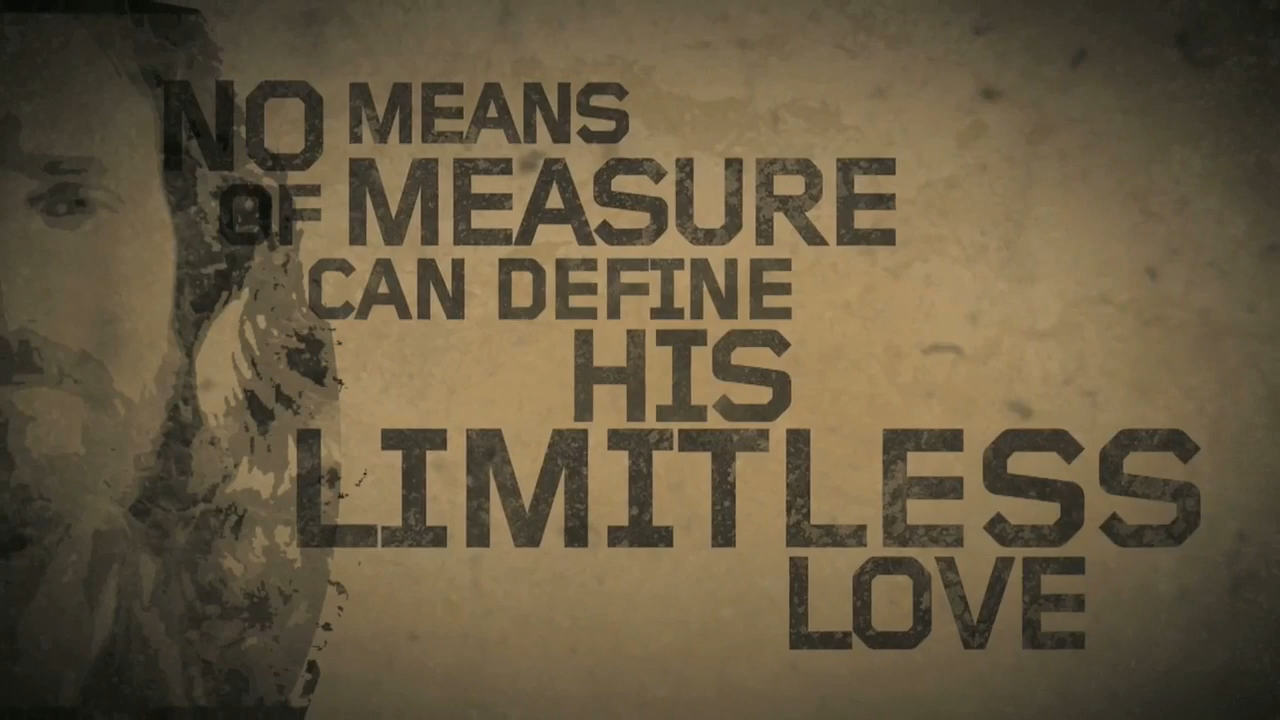 NO MEANS
OF MEASURE
CAN DEFINE
HIS
LIMITLESS
LOVE